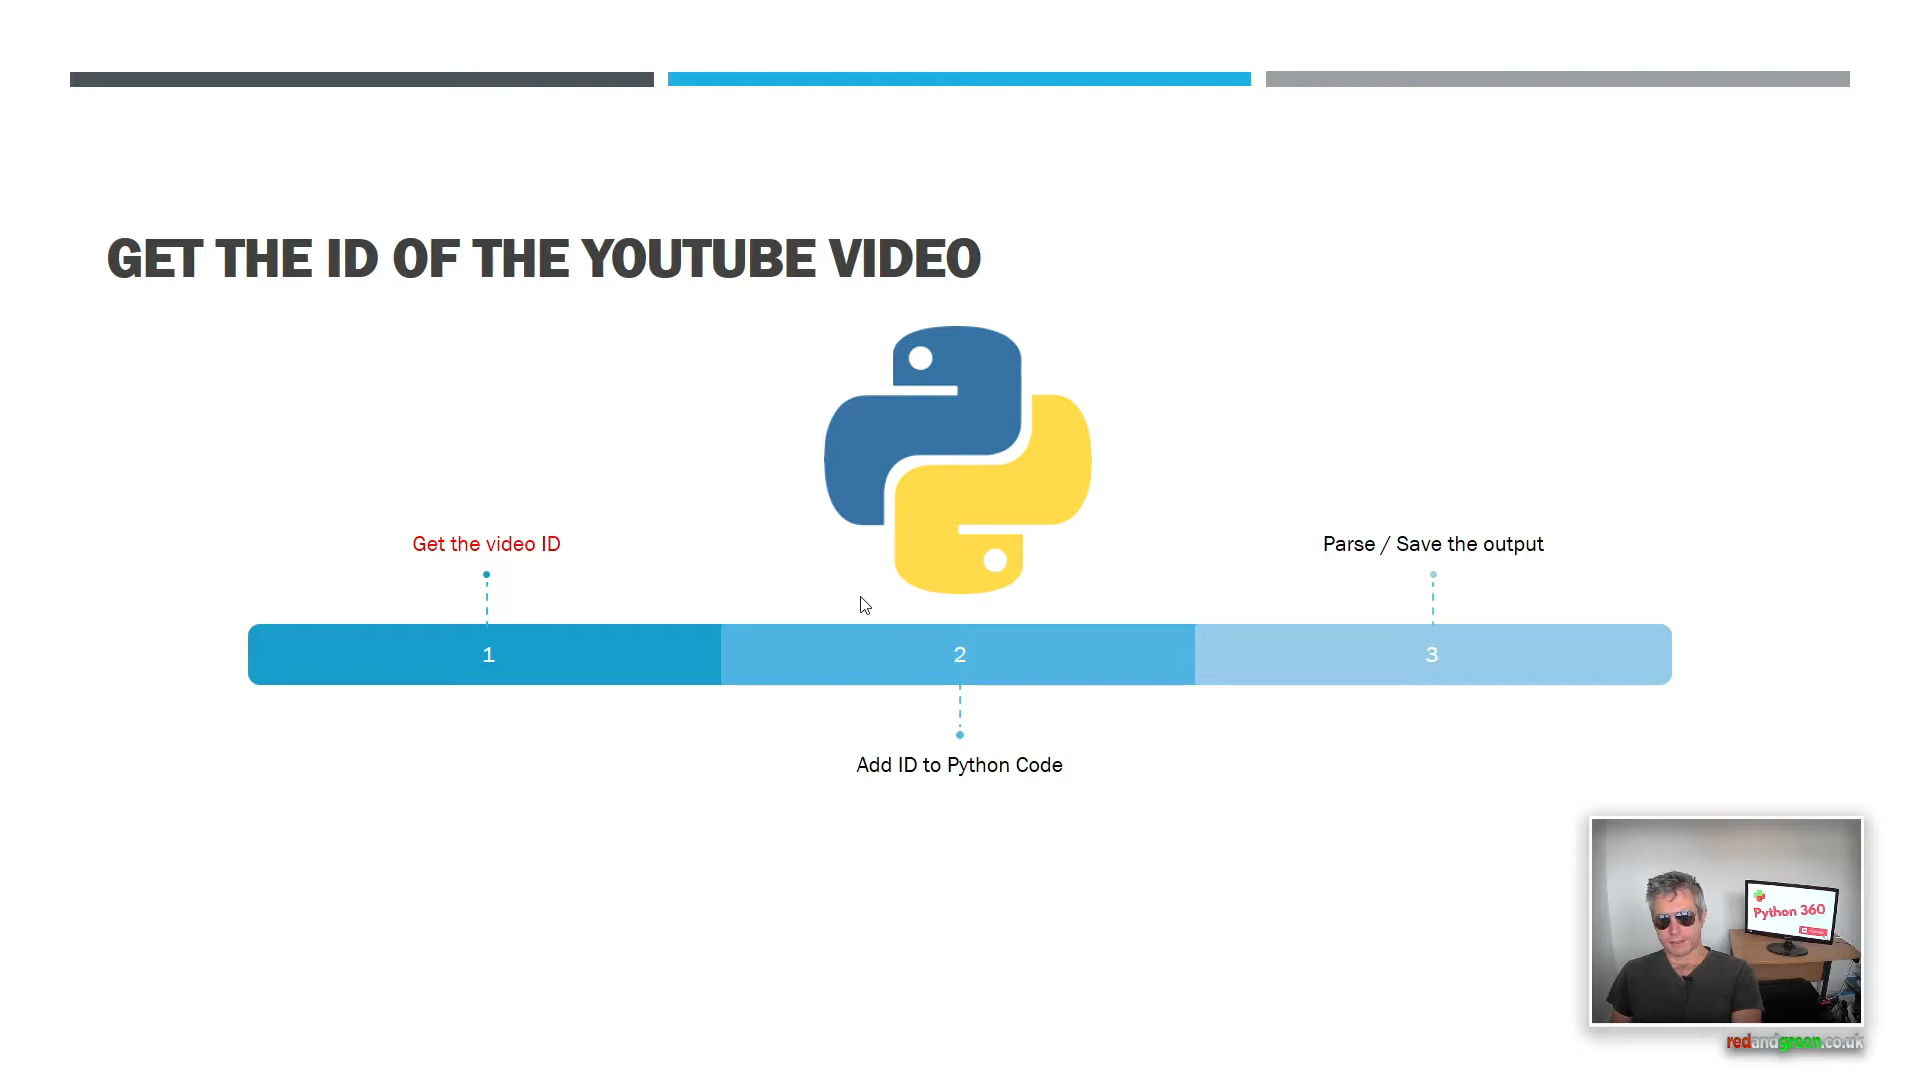 GET THE ID OF THE YOUTUBE VIDEO
Get the video ID
Parse / Save the output
1
2
3
Add ID to Python Code
Python 360
redandgreen.co.uk